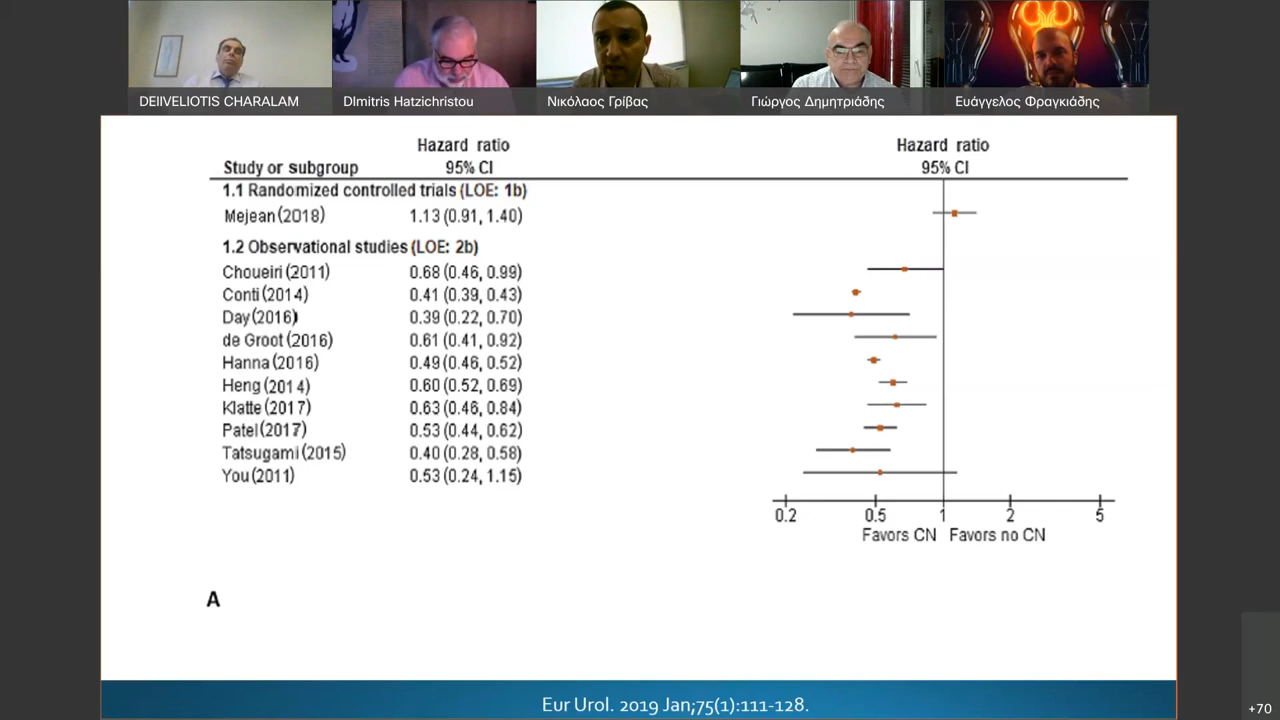 DEIIVELIOTIS CHARALAM
DImitris Hatzichristou
Νικόλαος Γρίβας
Γιώργος Δημητριάδης
Ευάγγελος Φραγκιάδης
Hazard ratio
Hazard ratio
Study or subgroup
95% CI
95% CI
1.1 Randomized controlled trials (LOE: 1b)
Mejean (2018) 1.13 (0.91, 1.40)
1.2 Observational studies (LOE: 2b)
Choueiri (2011) 0.68 (0.46, 0.99)
Conti (2014) 0.41 (0.39, 0.43)
Day (2016) 0.39 (0.22, 0.70)
de Groot (2016) 0.61 (0.41, 0.92)
Hanna (2016) 0.49 (0.46, 0.52)
Heng (2014) 0.60 (0.52, 0.69)
Klatte (2017) 0.63 (0.46, 0.84)
Patel (2017) 0.53 (0.44, 0.62)
Tatsugami (2015) 0.40 (0.28, 0.58)
You (2011) 0.53 (0.24, 1.15)
0.2 0.5 1 2 5
Favors CN Favors no CN
A
Eur Urol. 2019 Jan;75(1):111-128.
+70